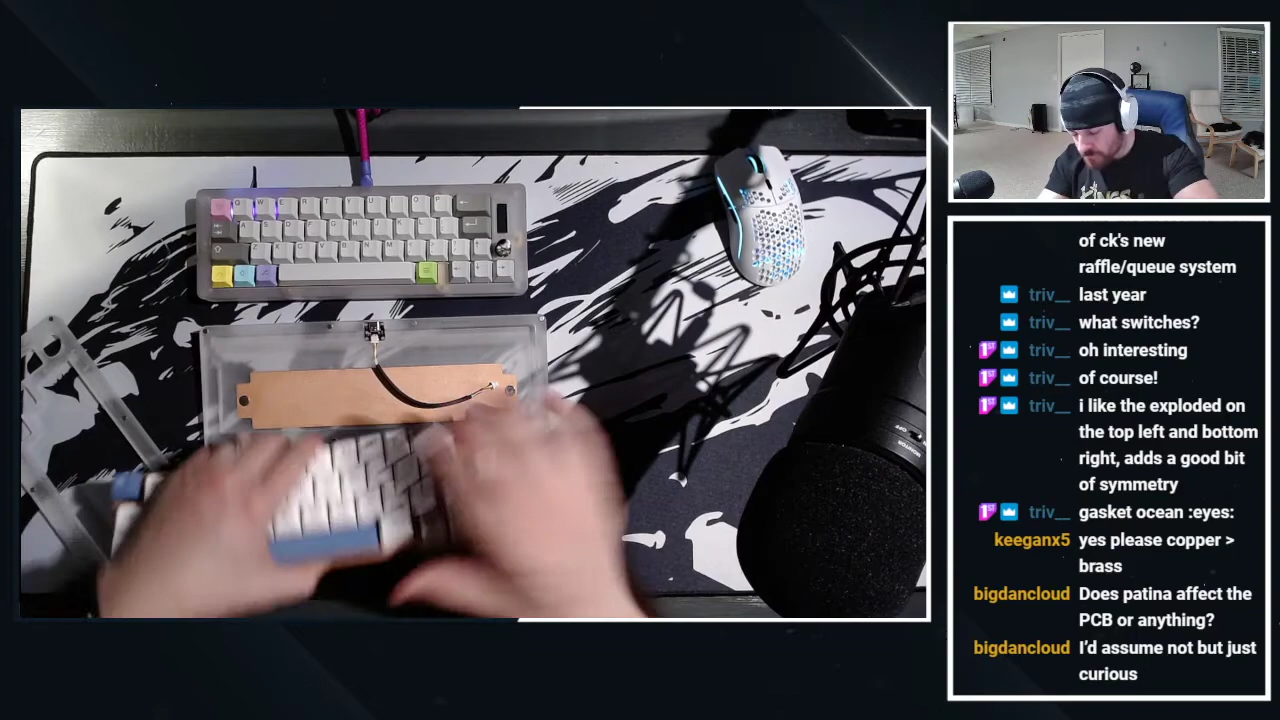 of ck's new
raffle/queue system
triv__ last year
triv__ what switches?
triv__ oh interesting
triv__ of course!
triv__ i like the exploded on
the top left and bottom
right, adds a good bit
of symmetry
triv__ gasket ocean :eyes:
keeganx5 yes please copper >
brass
bigdancloud Does patina affect the
PCB or anything?
bigdancloud I'd assume not but just
curious